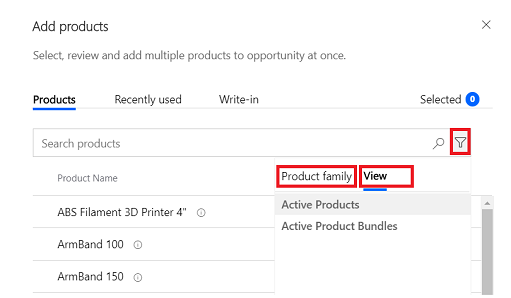 Add products
Select, review and add multiple products to opportunity at once.
Products Recently used Write-in Selected 0
Search products
Product Name Product family View
ABS Filament 3D Printer 4" Active Products
ArmBand 100 Active Product Bundles
ArmBand 150